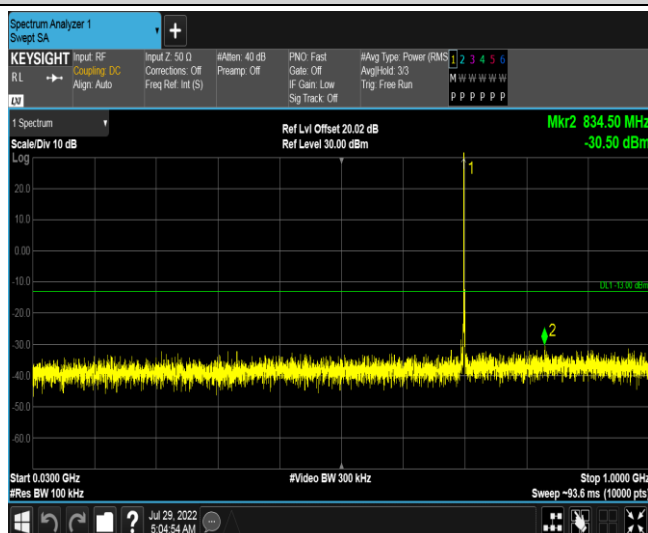 Spectrum Analyzer 1
Swept SA
+
KEYSIGHT
RL
LXI
Input: RF
Coupling: DC
Align: Auto
Input Z: 50 Ω
Corrections: Off
Freq Ref: Int (S)
#Atten: 40 dB
Preamp: Off
PNO: Fast
Gate: Off
IF Gain: Low
Sig Track: Off
#Avg Type: Power (RMS
Avg|Hold: 3/3
Trig: Free Run
1 2 3 4 5 6
M W W W W W
P P P P P P
1 Spectrum
Scale/Div 10 dB
Ref Lvl Offset 20.02 dB
Ref Level 30.00 dBm
Mkr2 834.50 MHz
-30.50 dBm
Log
1
20.0
10.0
0.00
-10.0
DL1 -13.00 dBm
-20.0
2
-30.0
-40.0
-50.0
-60.0
Start 0.0300 GHz
#Res BW 100 kHz
#Video BW 300 kHz
Stop 1.0000 GHz
Sweep ~93.6 ms (10000 pts)
?
Jul 29, 2022
5:04:54 AM